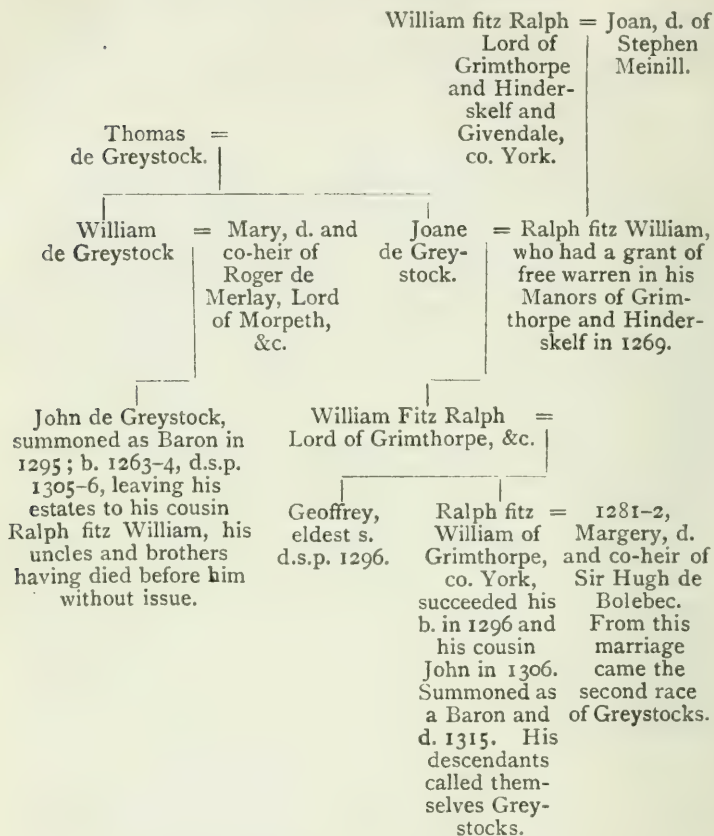 William fitz Ralph = Joan, d. of
Lord of Stephen
Grimthorpe Meinill.
and Hinder-
skelf and
Givendale,
co. York.
Thomas =
de Greystock.
William = Mary, d. and Joane = Ralph fitz William,
de Greystock co-heir of de Grey- who had a grant of
Roger de stock. free warren in his
Merlay, Lord Manors of Grim-
of Morpeth, thorpe and Hinder-
&c. skelf in 1269.
John de Greystock, William Fitz Ralph =
summoned as Baron in Lord of Grimthorpe, &c.
1295; b. 1263-4, d.s.p.
1305-6, leaving his
estates to his cousin
Ralph fitz William, his
uncles and brothers
having died before him
without issue.
Geoffrey, Ralph fitz = 1281-2,
eldest s. William of Margery, d.
d.s.p. 1296. Grimthorpe, and co-heir of
co. York, Sir Hugh de
succeeded his Bolebec.
b. in 1296 and From this
his cousin marriage
John in 1306. came the
Summoned as second race
a Baron and of Greystocks.
d. 1315. His
descendants
called them-
selves Grey-
stocks.